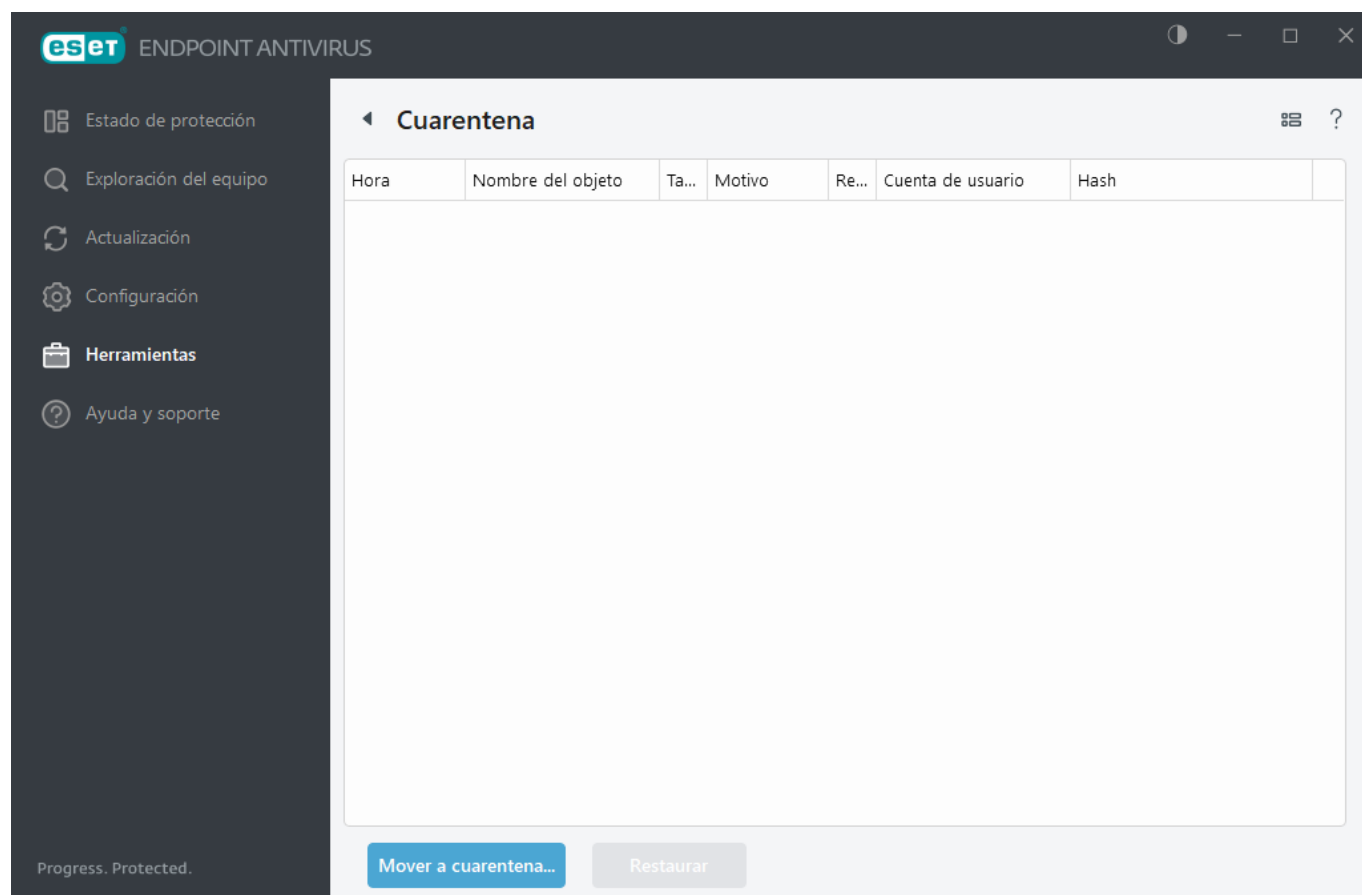 eset ENDPOINT ANTIVIRUS
Estado de protección
Exploración del equipo
Actualización
Configuración
Herramientas
Ayuda y soporte
Progress. Protected.
Cuarentena
?
Hora Nombre del objeto Ta... Motivo Re... Cuenta de usuario Hash
Mover a cuarentena... Restaurar